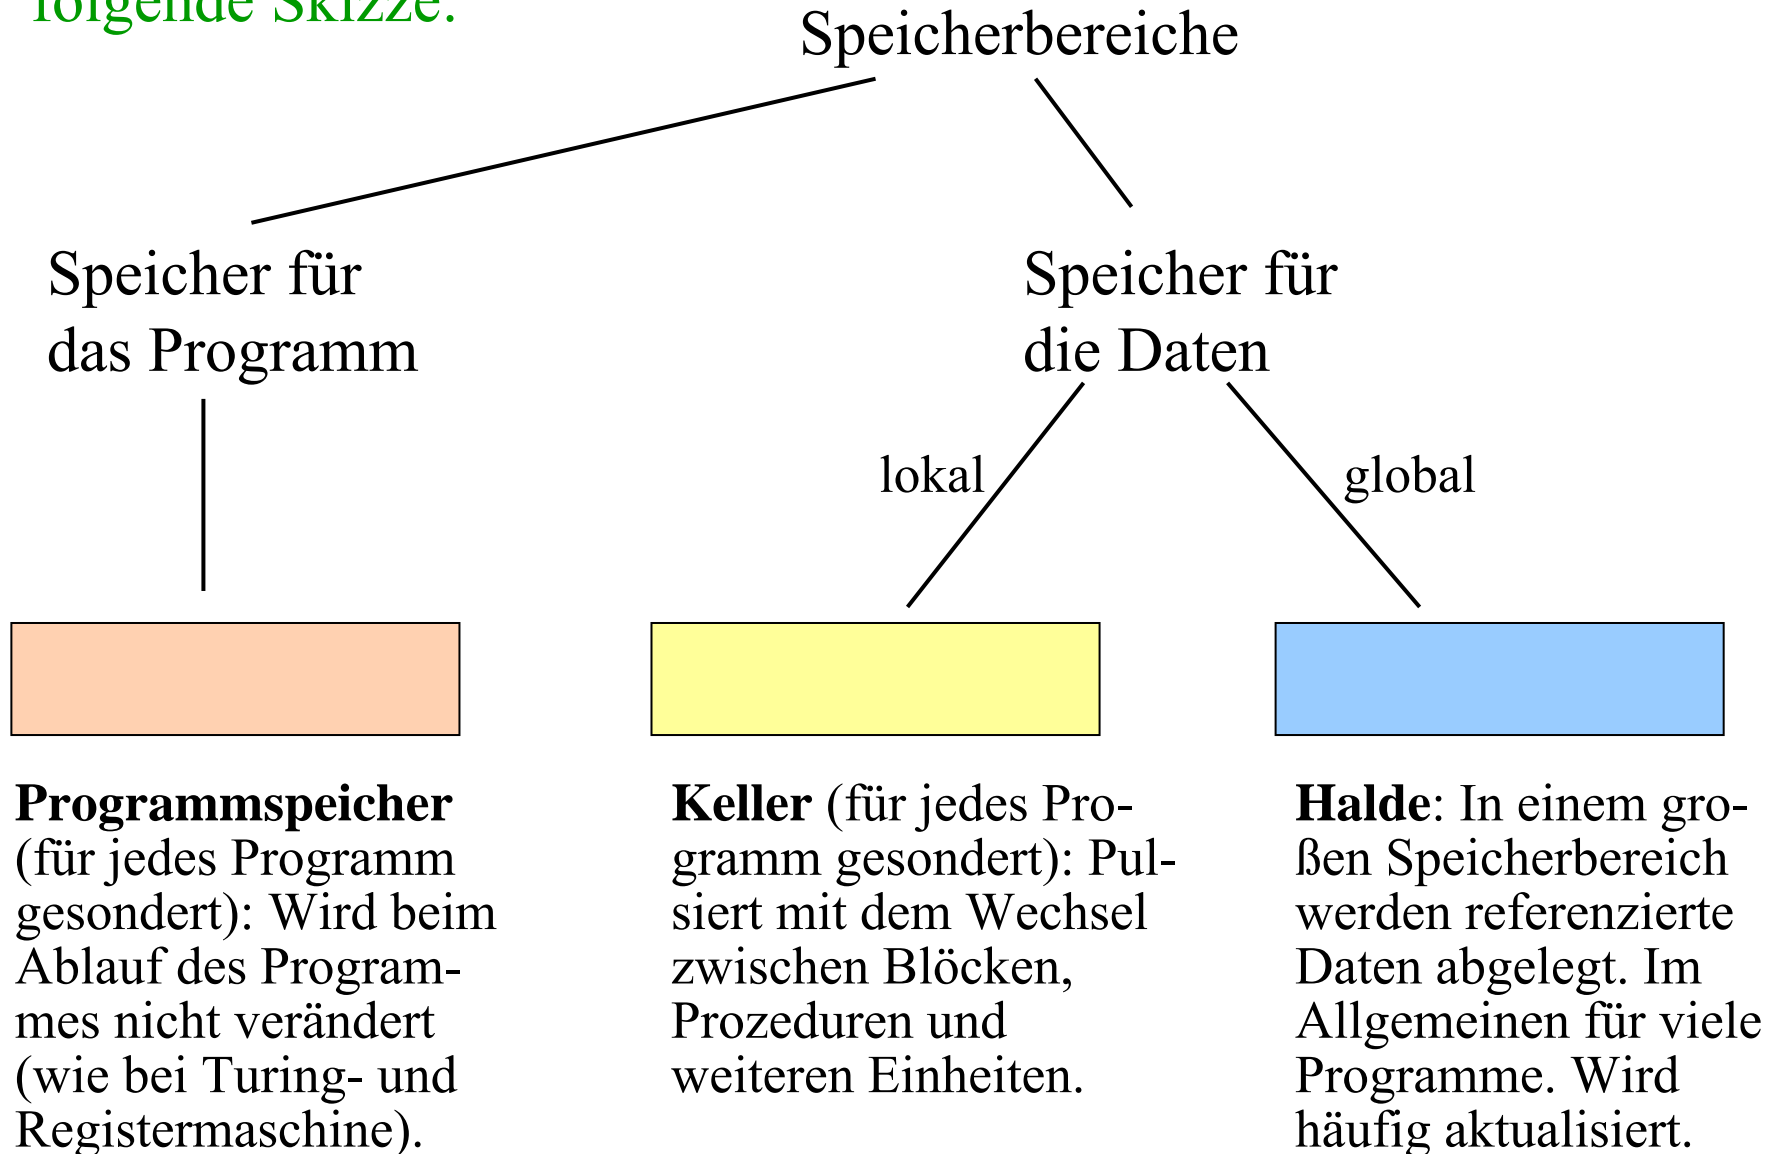 folgende Skizze:
Speicherbereiche
Speicher für
das Programm
Speicher für
die Daten
lokal
global
Programmspeicher
(für jedes Programm
gesondert): Wird beim
Ablauf des Program-
mes nicht verändert
(wie bei Turing- und
Registermaschine).
Keller (für jedes Pro-
gramm gesondert): Pul-
siert mit dem Wechsel
zwischen Blöcken,
Prozeduren und
weiteren Einheiten.
Halde: In einem gro-
ßen Speicherbereich
werden referenzierte
Daten abgelegt. Im
Allgemeinen für viele
Programme. Wird
häufig aktualisiert.